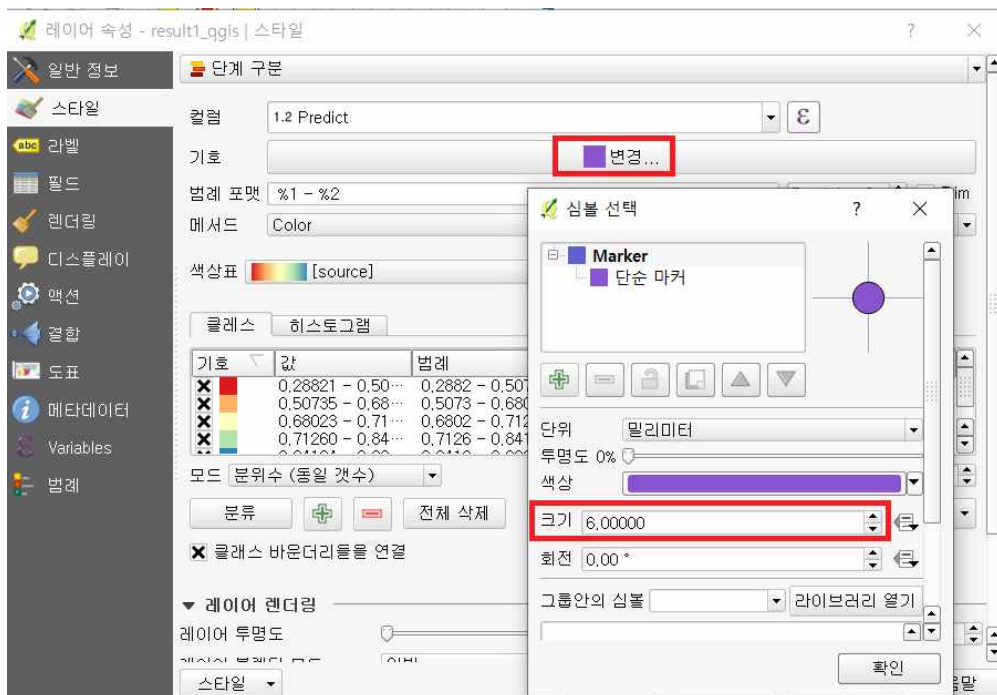 레이어 속성 - result1_qgis | 스타일
일반 정보
스타일
abc 라벨
필드
렌더링
디스플레이
액션
결합
도표
메타데이터
Variables
범례
단계 구분
컬럼 1.2 Predict ε
기호 변경...
범례 포맷 %1 - %2
메서드 Color
색상표 [source]
클래스 히스토그램
기호 값 범례
0.28821 - 0.50… 0.2882 - 0.507
0.50735 - 0.68… 0.5073 - 0.680
0.68023 - 0.71… 0.6802 - 0.712
0.71260 - 0.84… 0.7126 - 0.841
모드 분위수 (동일 갯수)
분류 전체 삭제
클래스 바운더리들을 연결
레이어 렌더링
레이어 투명도
스타일
심볼 선택
Marker
단순 마커
단위 밀리미터
투명도 0%
색상
크기 6.00000
회전 0.00 °
그룹안의 심볼 라이브러리 열기
확인